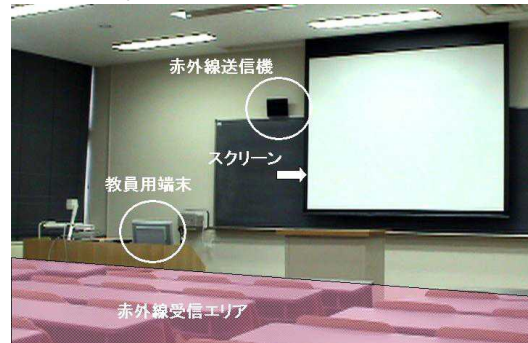 赤外線送信機
スクリーン
教員用端末
赤外線受信エリア